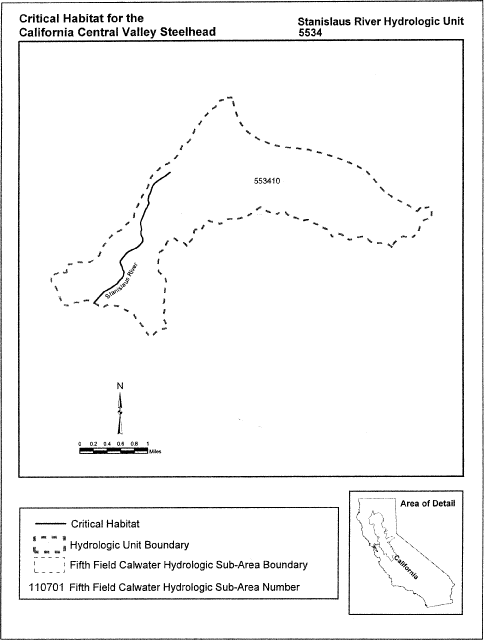 Critical Habitat for the
California Central Valley Steelhead
Stanislaus River Hydrologic Unit
5534
553410
Stanislaus River
N
0 0.2 0.4 0.6 0.8 1
Miles
Critical Habitat
Hydrologic Unit Boundary
Fifth Field Calwater Hydrologic Sub-Area Boundary
110701 Fifth Field Calwater Hydrologic Sub-Area Number
Area of Detail
California